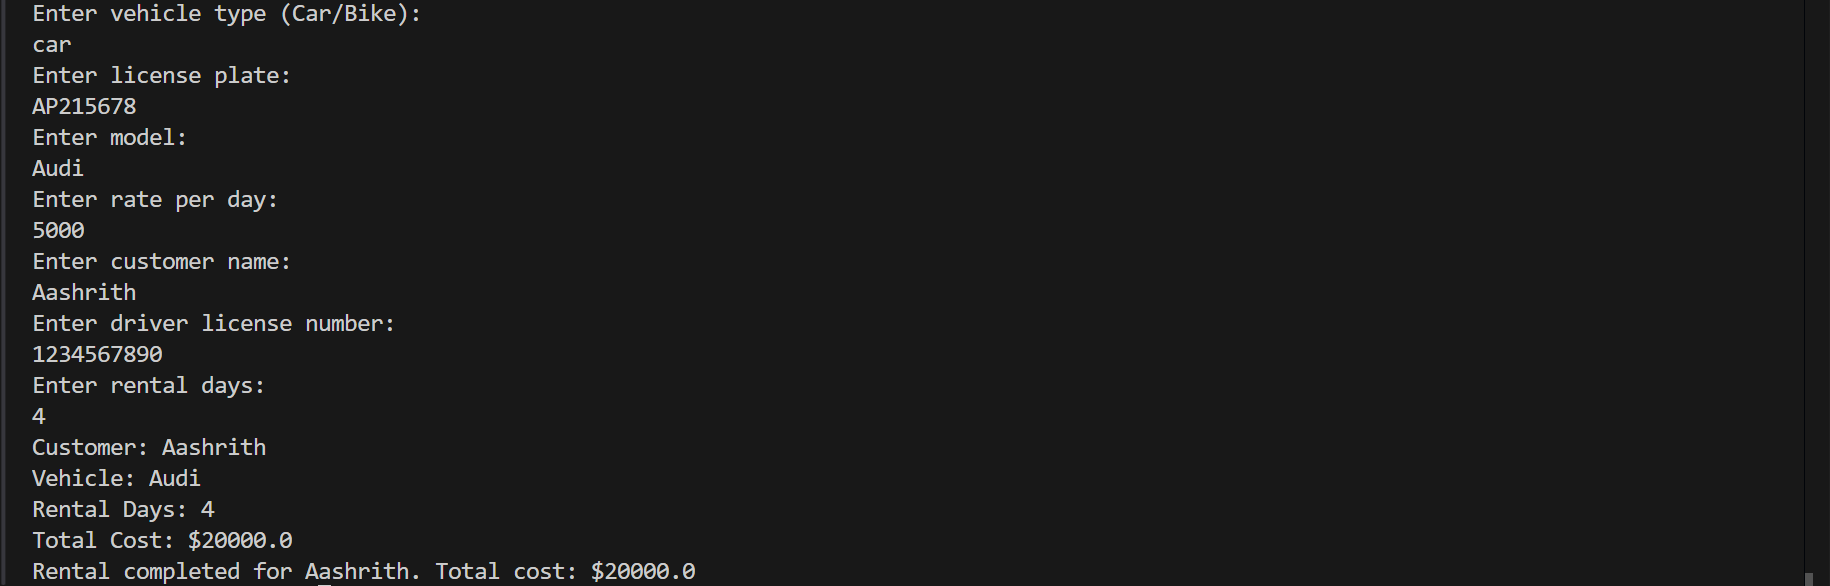 Enter vehicle type (Car/Bike):
car
Enter license plate:
AP215678
Enter model:
Audi
Enter rate per day:
5000
Enter customer name:
Aashrith
Enter driver license number:
1234567890
Enter rental days:
4
Customer: Aashrith
Vehicle: Audi
Rental Days: 4
Total Cost: $20000.0
Rental completed for Aashrith. Total cost: $20000.0